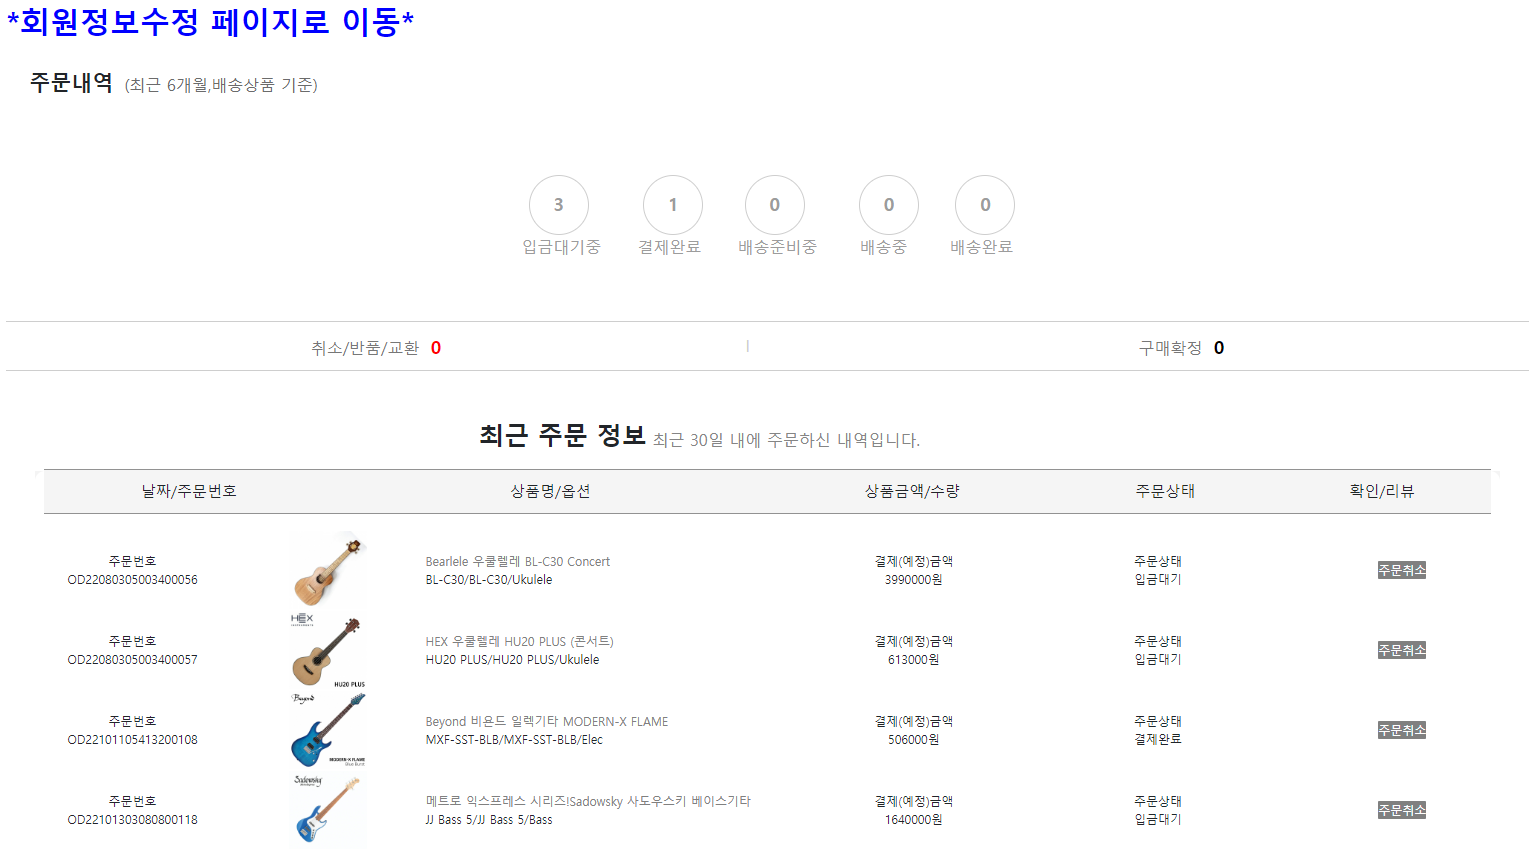 *회원정보수정 페이지로 이동*
주문내역 (최근 6개월,배송상품 기준)
3 1 0 0 0
입금대기중 결제완료 배송준비중 배송중 배송완료
취소/반품/교환 0 | 구매확정 0
최근 주문 정보 최근 30일 내에 주문하신 내역입니다.
날짜/주문번호 상품명/옵션 상품금액/수량 주문상태 확인/리뷰
주문번호 Bearlele 우쿨렐레 BL-C30 Concert 결제(예정)금액 주문상태
주문취소
OD22080305003400056 BL-C30/BL-C30/Ukulele 3990000원 입금대기
HEX
주문번호 HEX 우쿨렐레 HU20 PLUS (콘서트) 결제(예정)금액 주문상태
주문취소
OD22080305003400057 HU20 PLUS/HU20 PLUS/Ukulele 613000원 입금대기
HU20 PLUS
Beyond
주문번호 Beyond 비욘드 일렉기타 MODERN-X FLAME 결제(예정)금액 주문상태
주문취소
OD22101105413200108 MXF-SST-BLB/MXF-SST-BLB/Elec 506000원 결제완료
MODERN-X FLAME
Sadowsky
주문번호 메트로 익스프레스 시리즈!Sadowsky 사도우스키 베이스기타 결제(예정)금액 주문상태
주문취소
OD22101303080800118 JJ Bass 5/JJ Bass 5/Bass 1640000원 입금대기